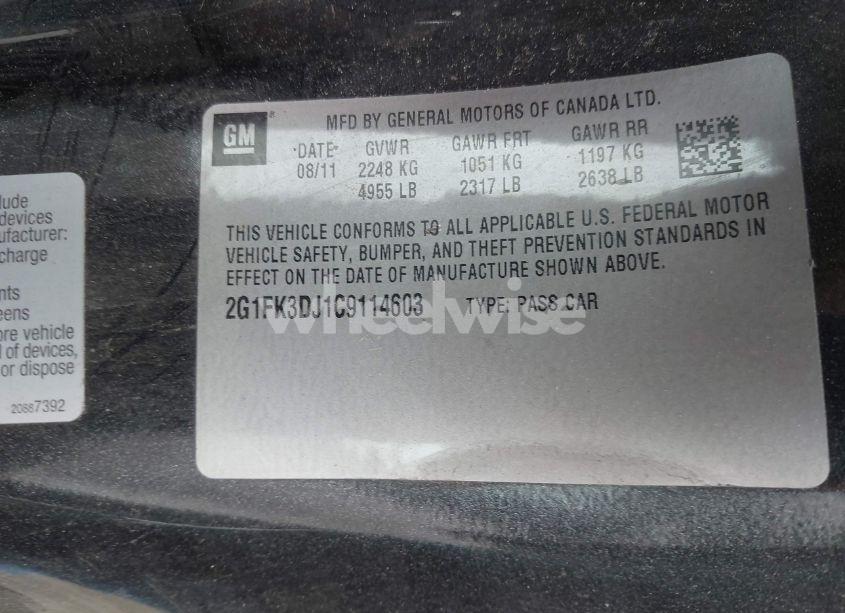 clude
devices
ufacturer:
charge
nts
eens
ore vehicle
l of devices,
or dispose
20887392
GM
MFD BY GENERAL MOTORS OF CANADA LTD.
DATE GVWR GAWR FRT GAWR RR
08/11 2248 KG 1051 KG 1197 KG
4955 LB 2317 LB 2638 LB
THIS VEHICLE CONFORMS TO ALL APPLICABLE U.S. FEDERAL MOTOR
VEHICLE SAFETY, BUMPER, AND THEFT PREVENTION STANDARDS IN
EFFECT ON THE DATE OF MANUFACTURE SHOWN ABOVE.
2G1FK3DJ1C9114603 TYPE: PASS CAR
wheelwise